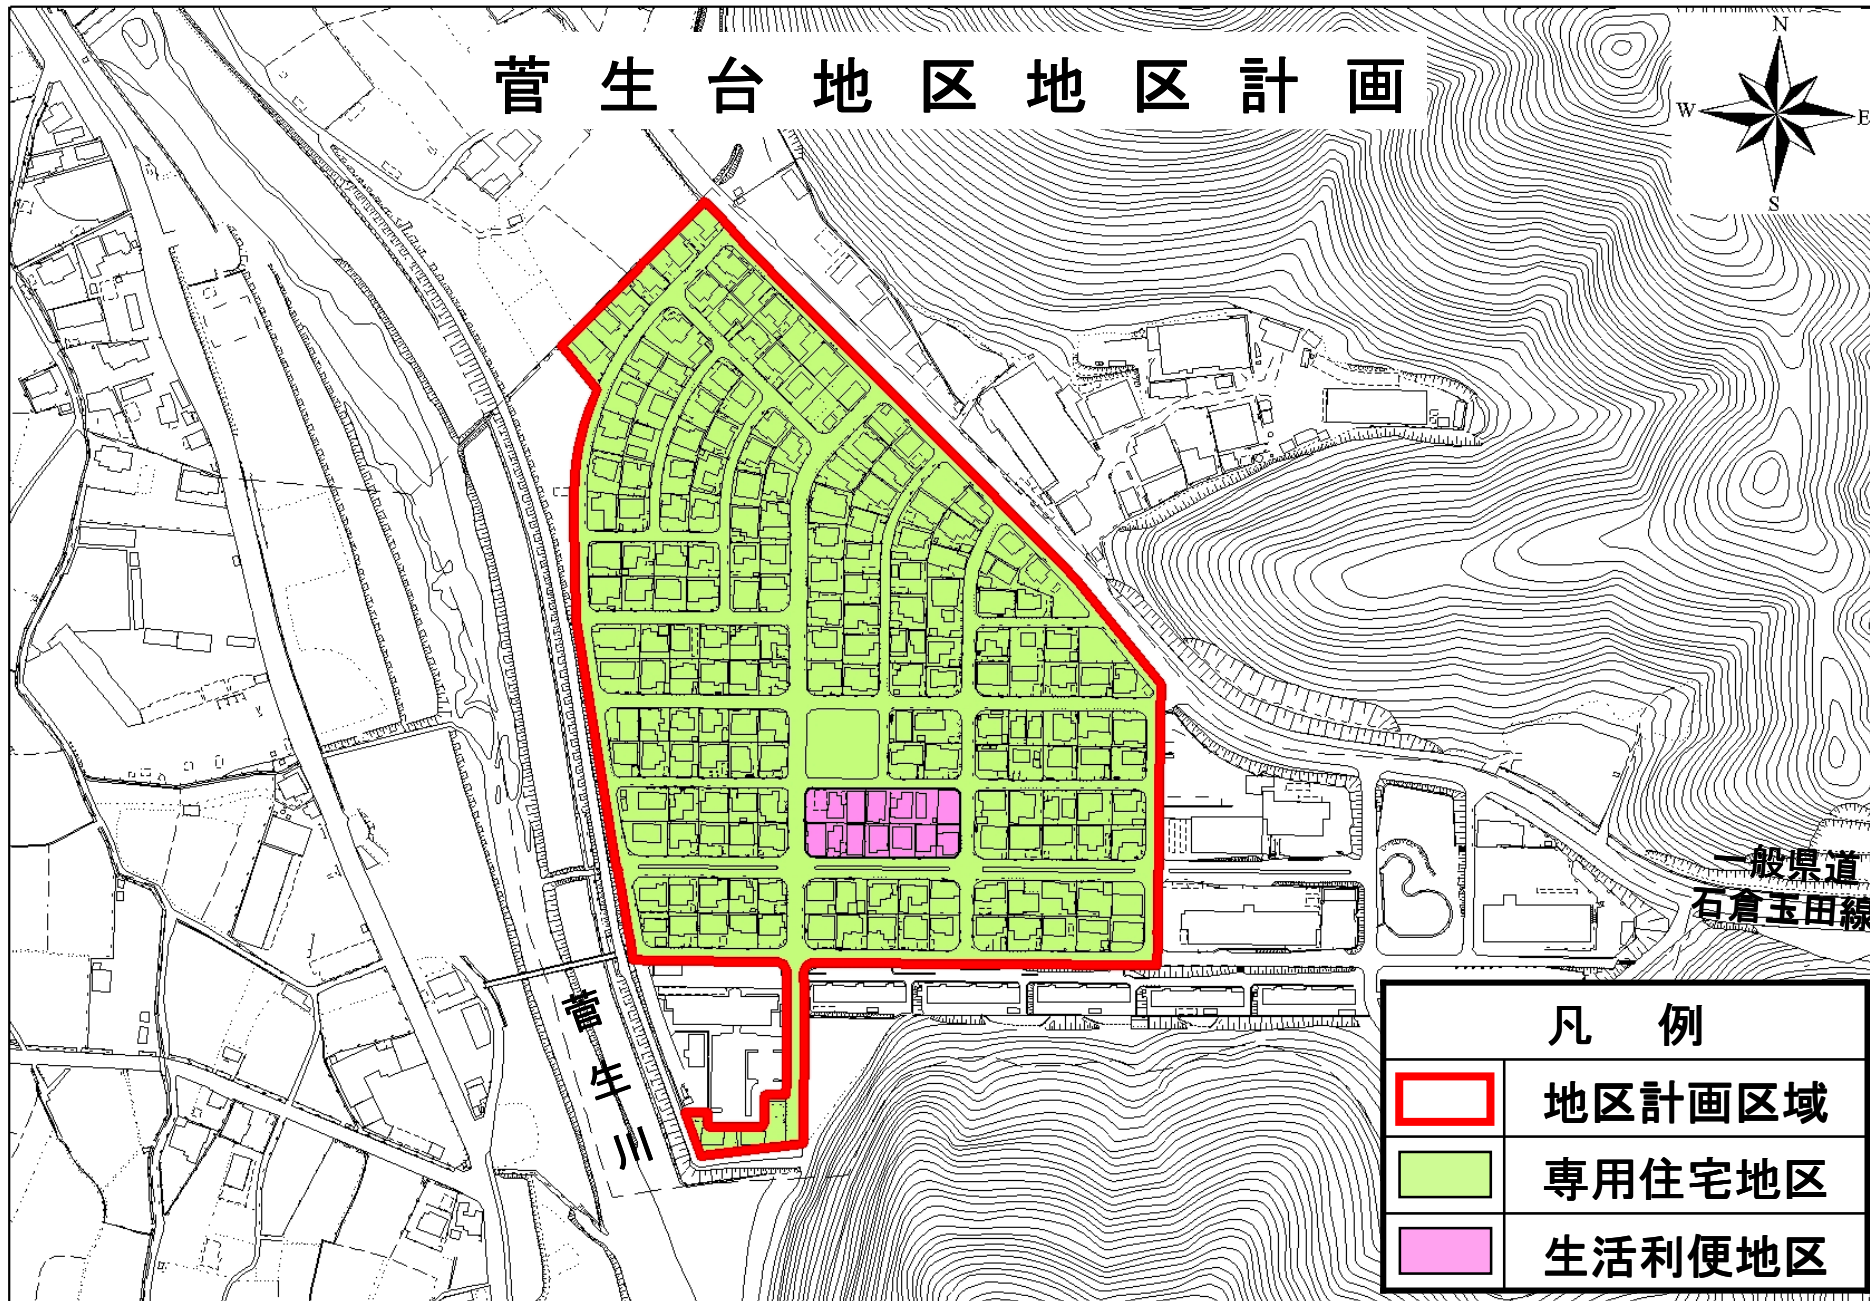 菅生台地区地区計画
N
W
E
S
一般県道
石倉玉田線
菅生川
凡例
地区計画区域
専用住宅地区
生活利便地区